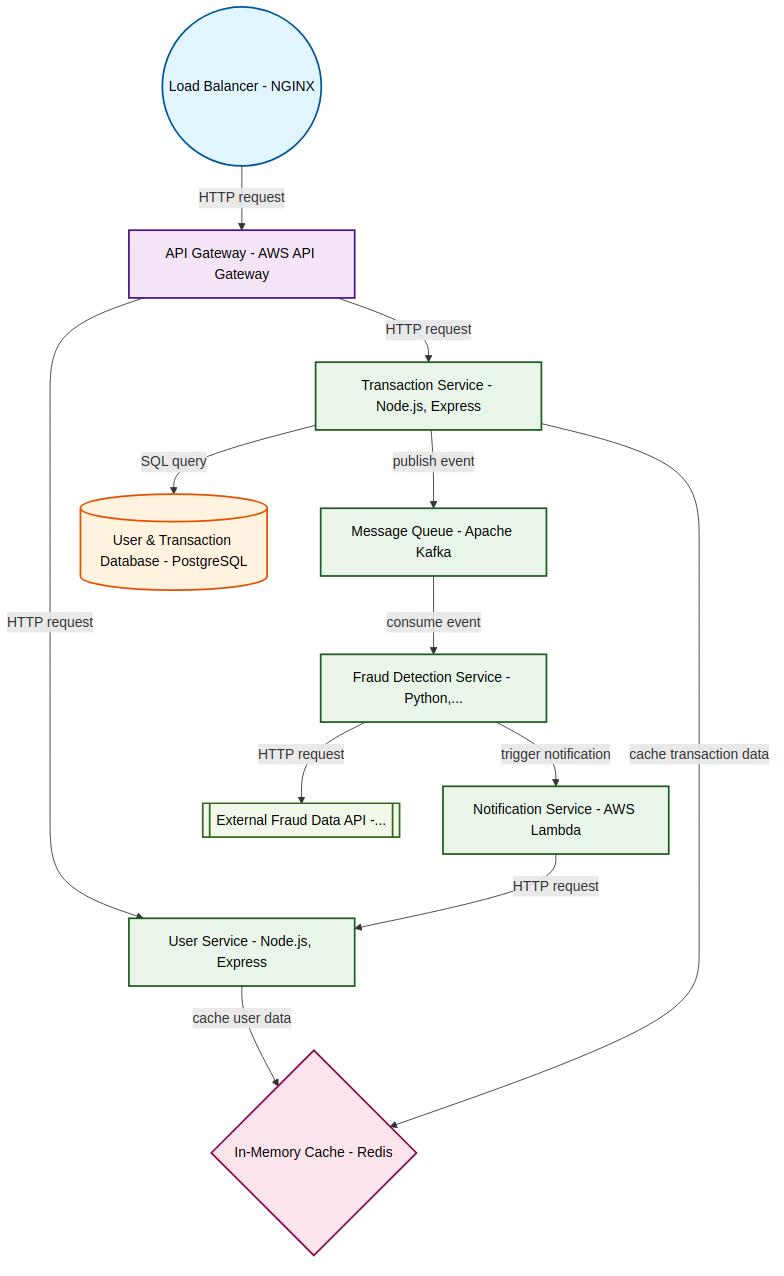 Load Balancer - NGINX
HTTP request
API Gateway - AWS API
Gateway
HTTP request
Transaction Service -
Node.js, Express
SQL query
publish event
User & Transaction
Database - PostgreSQL
Message Queue - Apache
Kafka
HTTP request
consume event
Fraud Detection Service -
Python,...
HTTP request
trigger notification
cache transaction data
External Fraud Data API -...
Notification Service - AWS
Lambda
HTTP request
User Service - Node.js,
Express
cache user data
In-Memory Cache - Redis